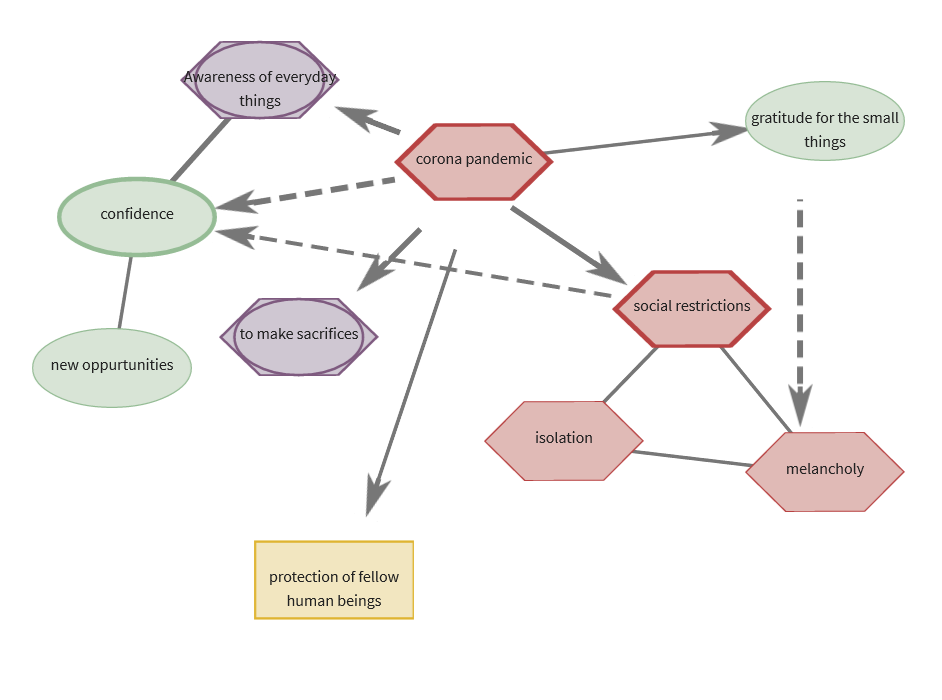 Awareness of everyday
things
gratitude for the small
things
corona pandemic
confidence
social restrictions
to make sacrifices
new oppurtunities
isolation
melancholy
protection of fellow
human beings